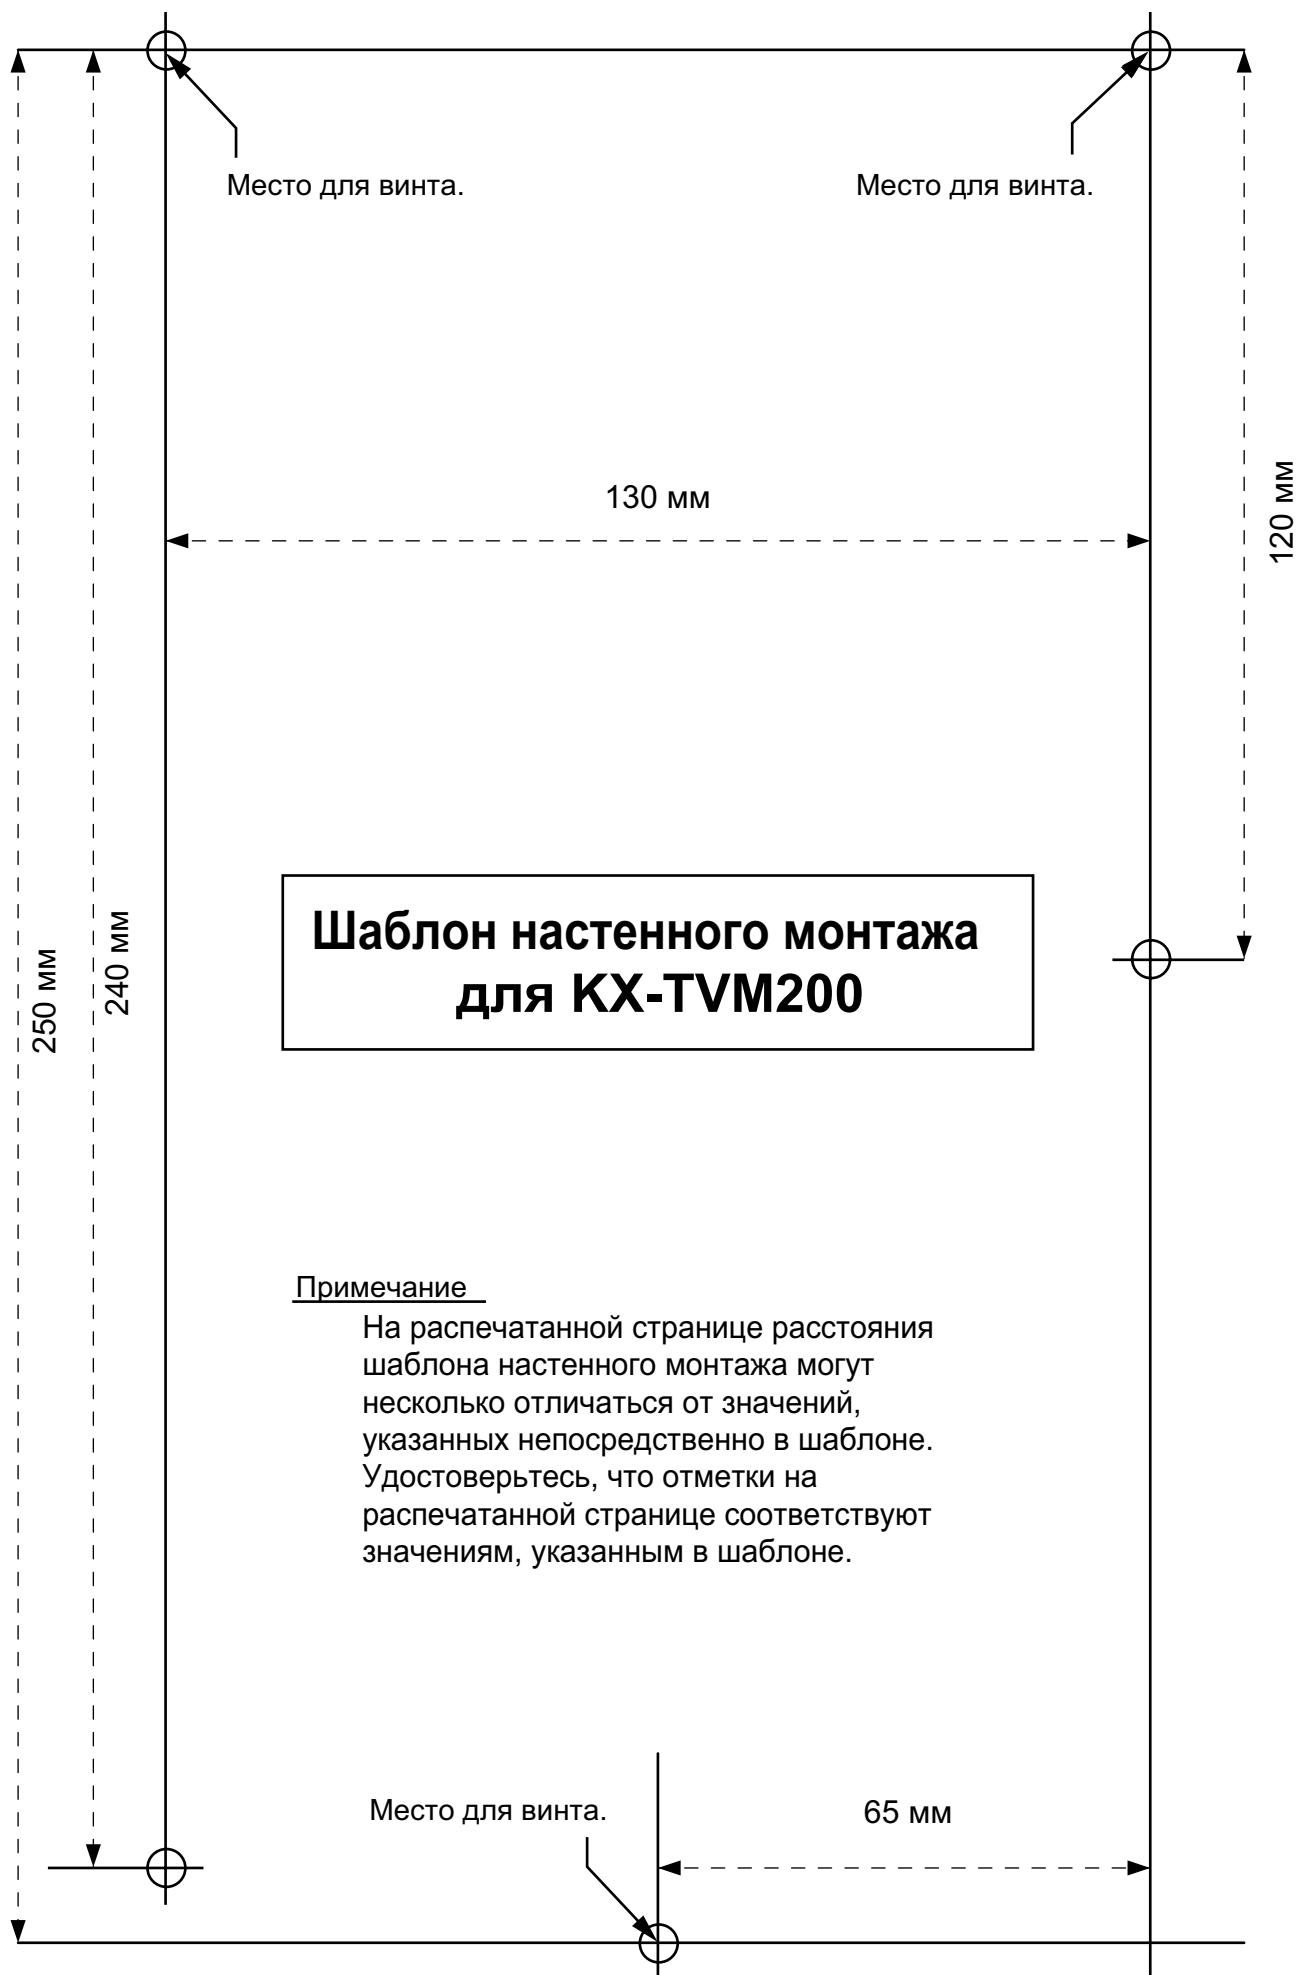 Место для винта.
Место для винта.
130 мм
120 мм
Шаблон настенного монтажа
для KX-TVM200
240 мм
250 мм
Примечание
На распечатанной странице расстояния
шаблона настенного монтажа могут
несколько отличаться от значений,
указанных непосредственно в шаблоне.
Удостоверьтесь, что отметки на
распечатанной странице соответствуют
значениям, указанным в шаблоне.
Место для винта.
65 мм